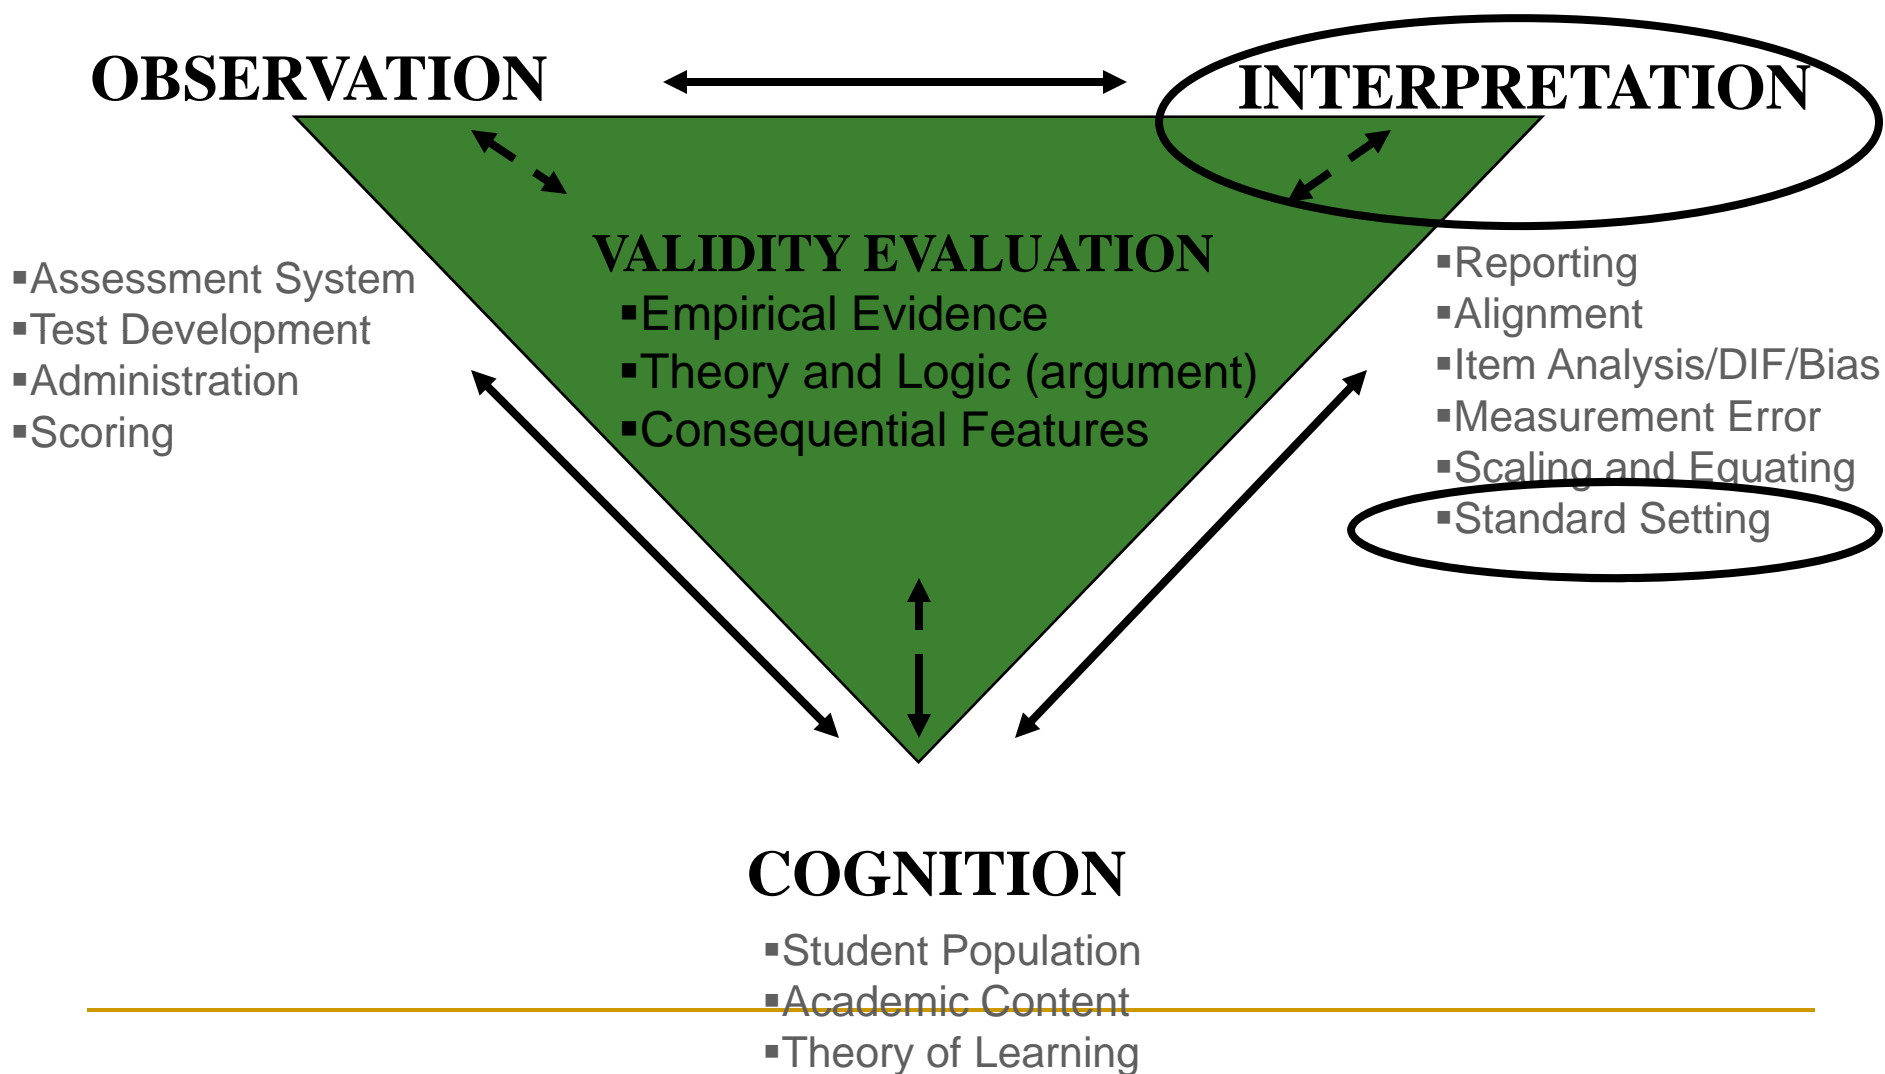 OBSERVATION
INTERPRETATION
▪Assessment System
▪Test Development
▪Administration
▪Scoring
VALIDITY EVALUATION
▪Empirical Evidence
▪Theory and Logic (argument)
▪Consequential Features
▪Reporting
▪Alignment
▪Item Analysis/DIF/Bias
▪Measurement Error
▪Scaling and Equating
▪Standard Setting
COGNITION
▪Student Population
▪Academic Content
▪Theory of Learning